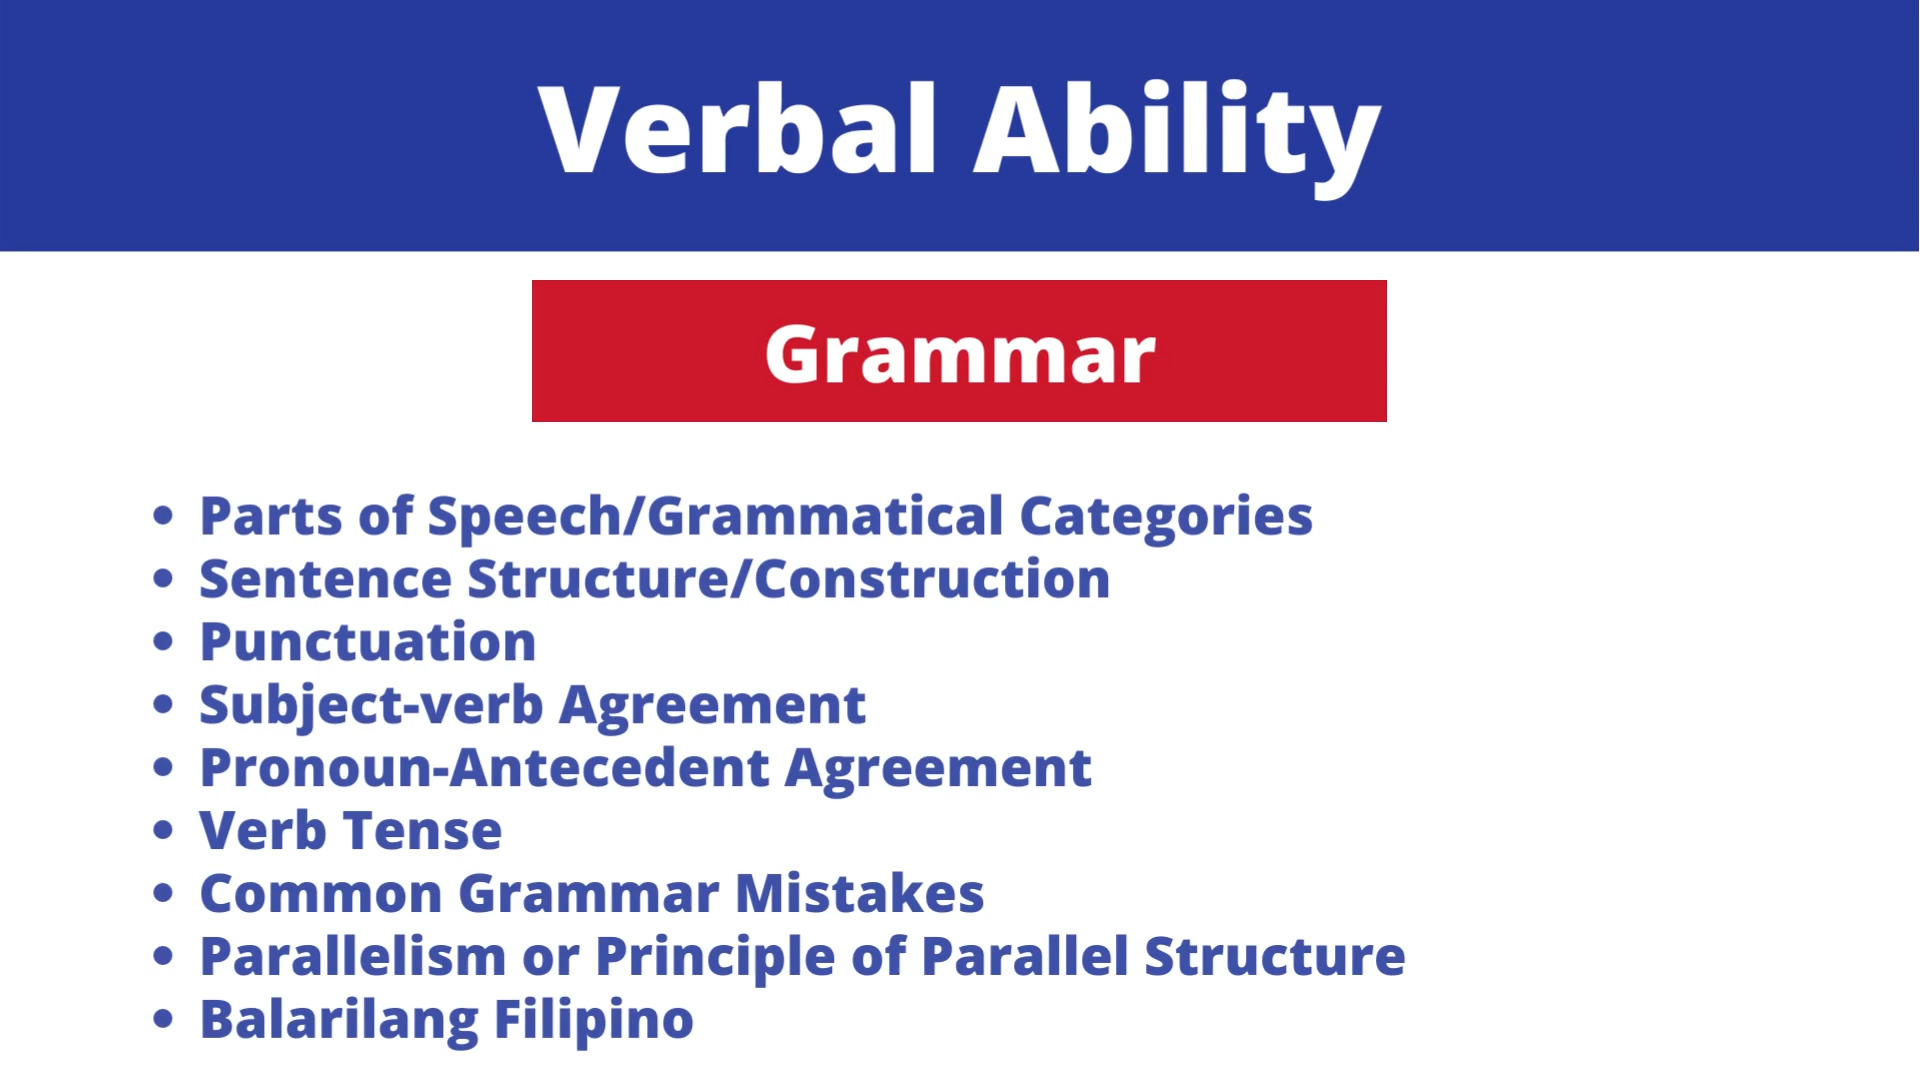 Verbal Ability
Grammar
• Parts of Speech/Grammatical Categories
• Sentence Structure/Construction
• Punctuation
• Subject-verb Agreement
• Pronoun-Antecedent Agreement
• Verb Tense
• Common Grammar Mistakes
• Parallelism or Principle of Parallel Structure
• Balarilang Filipino